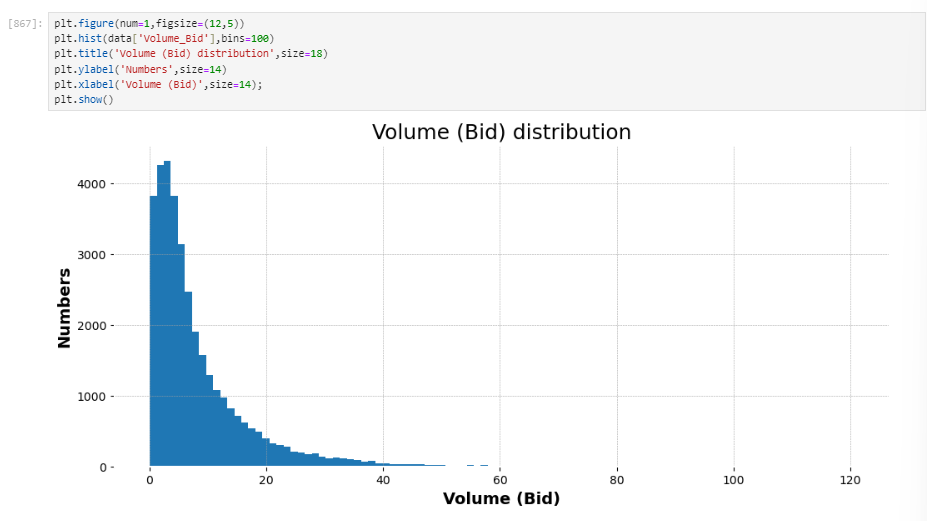 [867]: plt.figure(num=1,figsize=(12,5))
plt.hist(data['Volume_Bid'],bins=100)
plt.title('Volume (Bid) distribution',size=18)
plt.ylabel('Numbers',size=14)
plt.xlabel('Volume (Bid)',size=14);
plt.show()
Volume (Bid) distribution
4000
3000
Numbers
2000
1000
0
0 20 40 60 80 100 120
Volume (Bid)